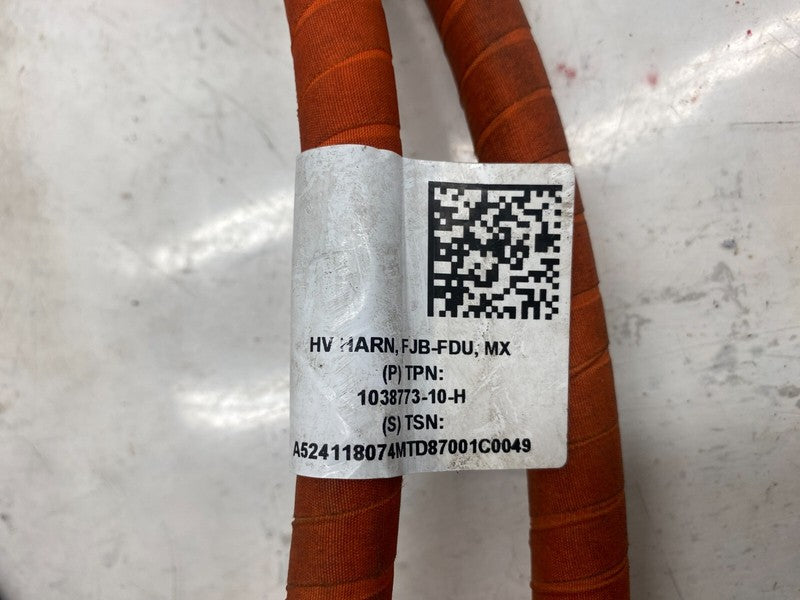 HV HARN, FJB-FDU, MX
(P) TPN:
1038773-10-H
(S) TSN:
A524118074MTD87001C0049